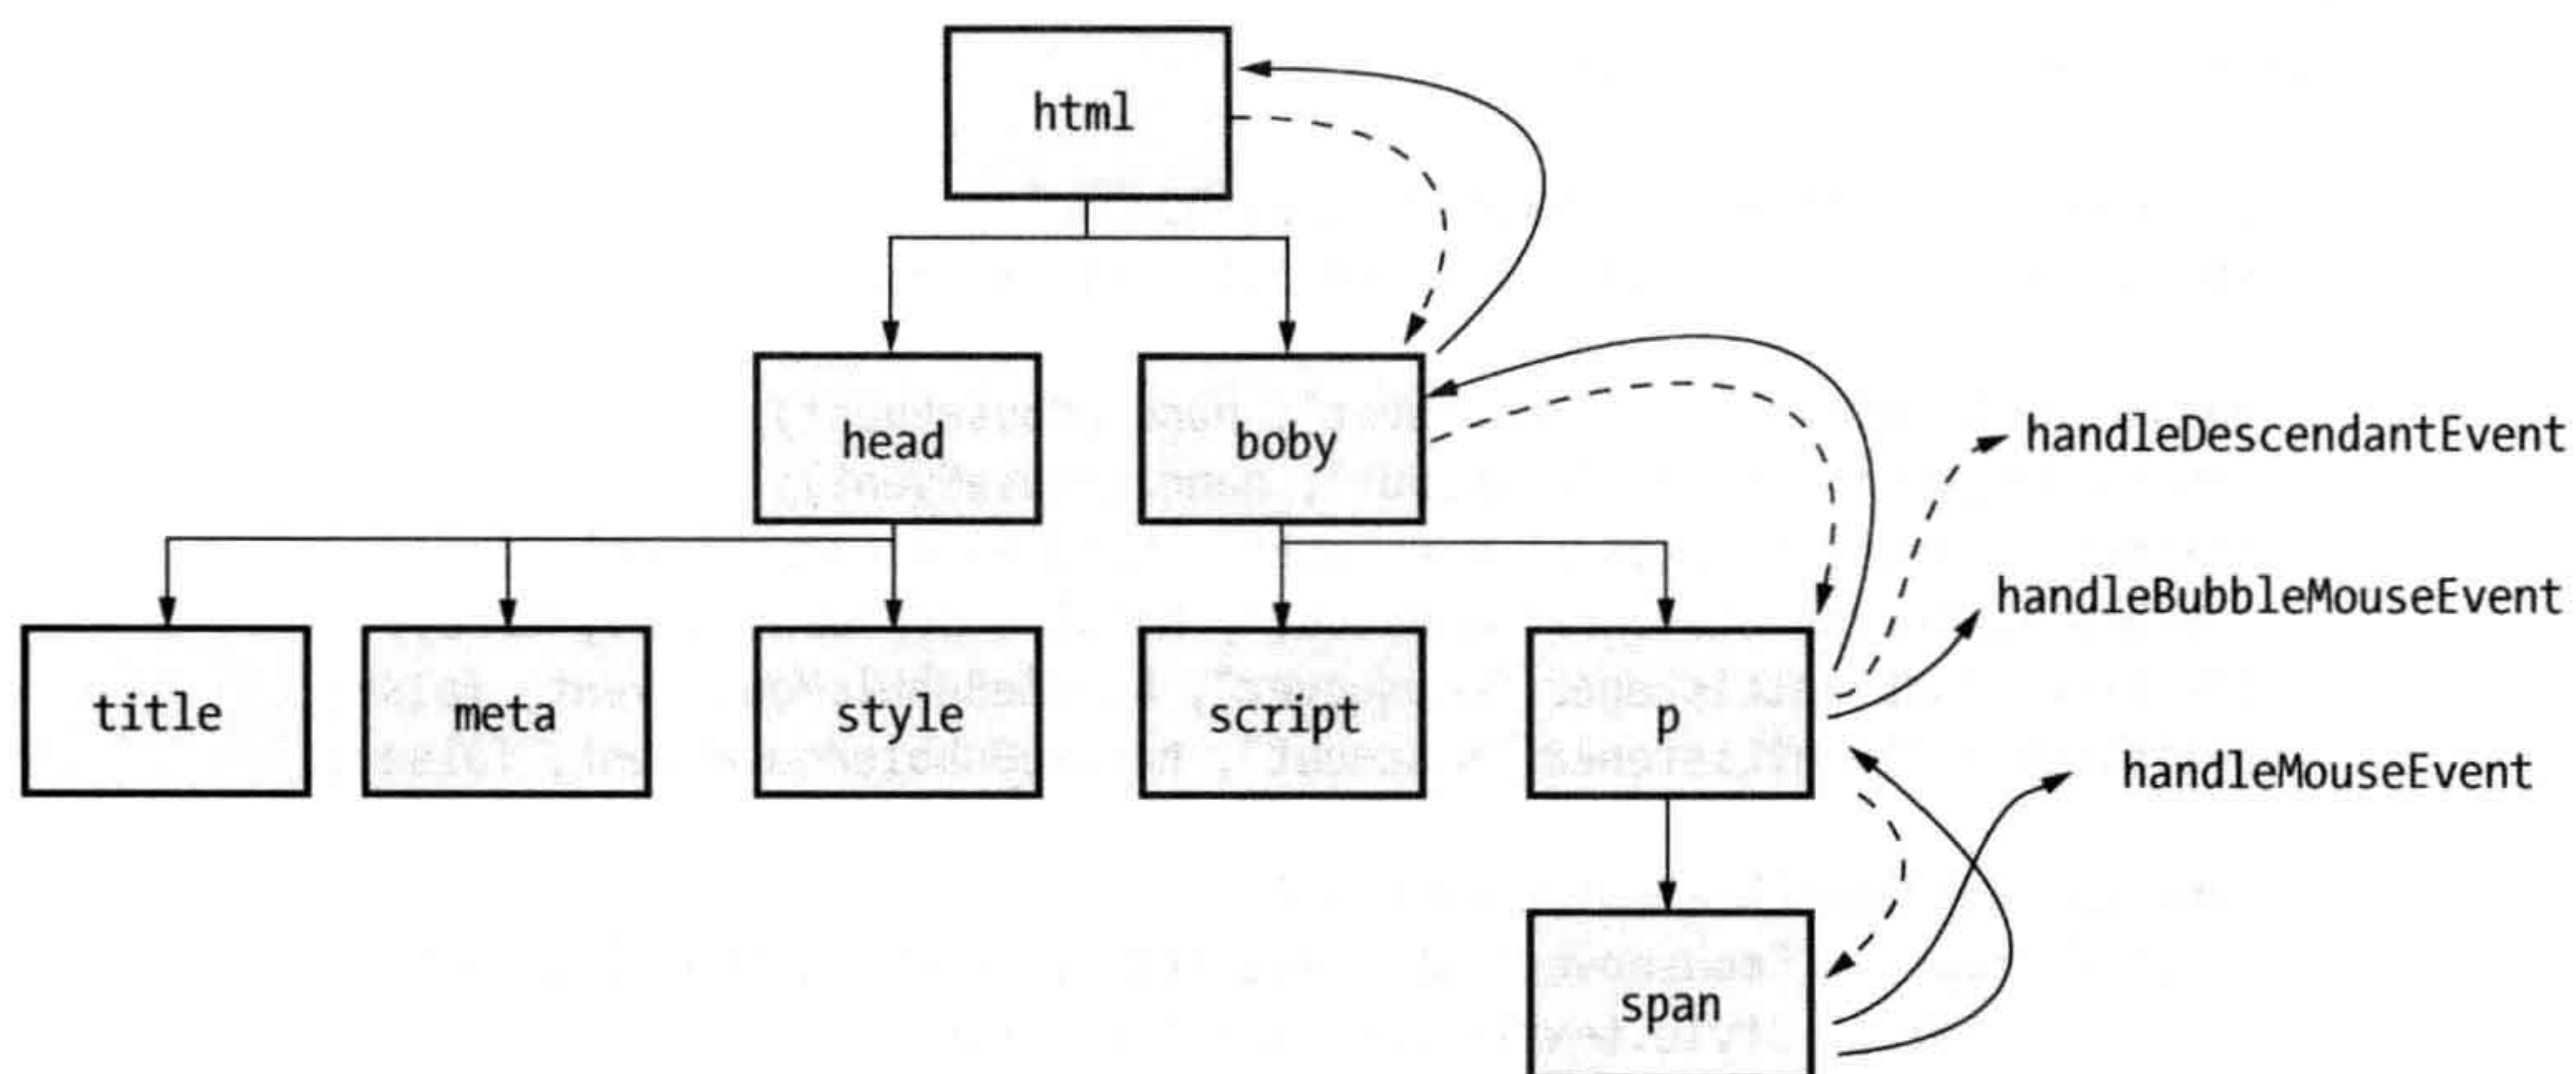 html
head
boby
handleDescendantEvent
handleBubbleMouseEvent
title
meta
style
script
p
handleMouseEvent
span